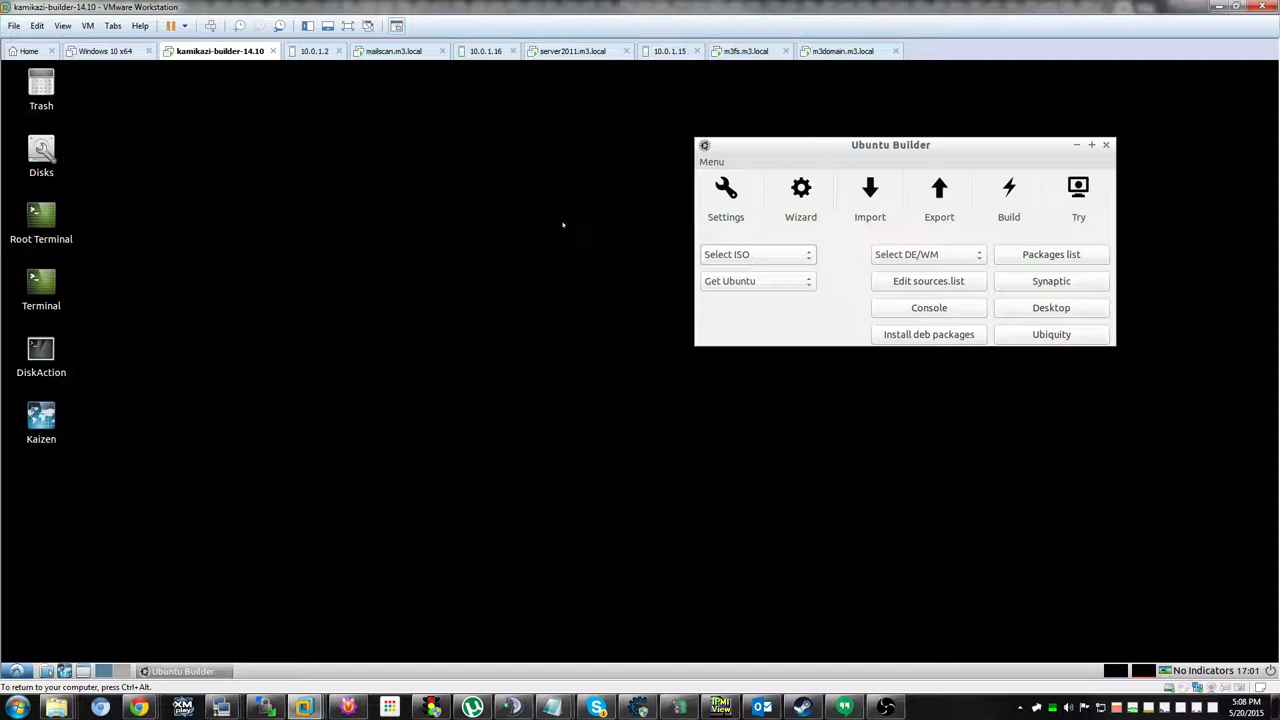 kamikazi-builder-14.10 - VMware Workstation
File Edit View VM Tabs Help
Home Windows 10 x64 kamikazi-builder-14.10 10.0.1.2 mailscan.m3.local 10.0.1.16 server2011.m3.local 10.0.1.15 m3fs.m3.local m3domain.m3.local
Trash
Disks
Root Terminal
Terminal
DiskAction
Kaizen
Ubuntu Builder
Menu
Settings Wizard Import Export Build Try
Select ISO Select DE/WM Packages list
Get Ubuntu Edit sources.list Synaptic
Console Desktop
Install deb packages Ubiquity
Ubuntu Builder No Indicators 17:01
To return to your computer, press Ctrl+Alt.
XM play IPMI View
5:08 PM
5/20/2015